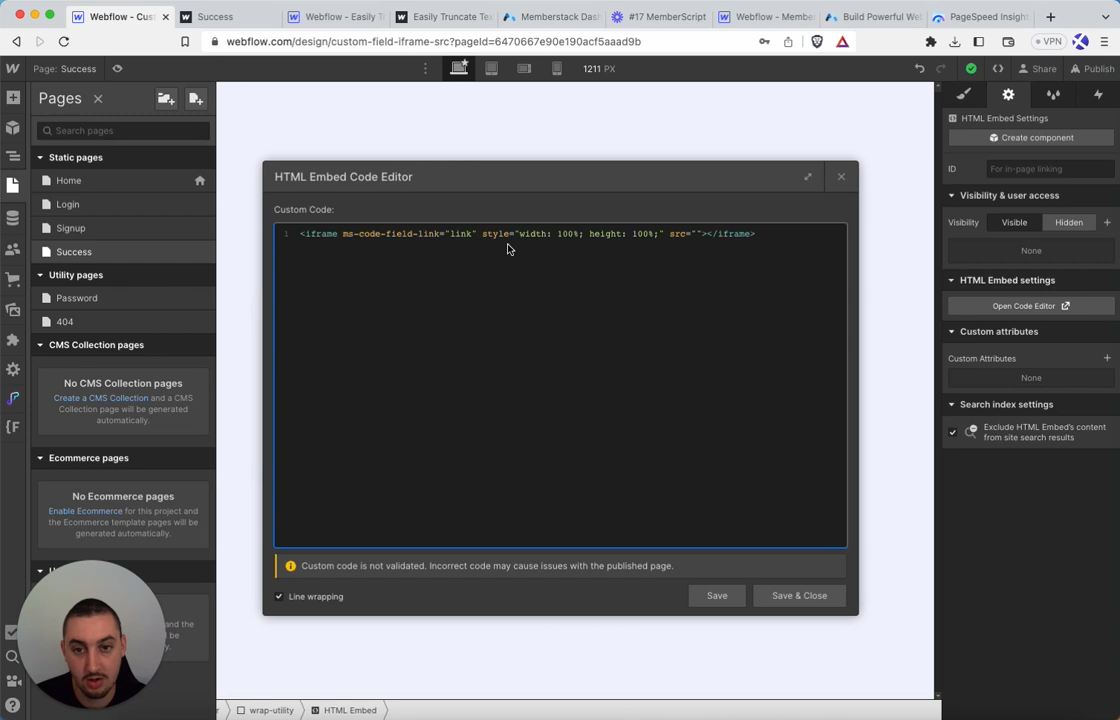 Webflow - Cus
Success
Webflow - Easily T
Easily Truncate Te
Memberstack Das
#17 MemberScript
Webflow - Membe
Build Powerful We
PageSpeed Insigh
webflow.com/design/custom-field-iframe-src?pageId=6470667e90e190acf5aaad9b
VPN
Page: Success
1211 PX
Share
Publish
Pages
Search pages
Static pages
Home
Login
Signup
Success
Utility pages
Password
404
CMS Collection pages
No CMS Collection pages
Create a CMS Collection and a CMS
Collection page will be generated
automatically.
Ecommerce pages
No Ecommerce pages
Enable Ecommerce for this project and
the Ecommerce template pages will be
generated automatically.
and the
be
HTML Embed Code Editor
Custom Code:
1 <iframe ms-code-field-link="link" style="width: 100%; height: 100%;" src=""></iframe>
Custom code is not validated. Incorrect code may cause issues with the published page.
Line wrapping
Save
Save & Close
wrap-utility
HTML Embed
HTML Embed Settings
Create component
ID
For in-page linking
Visibility & user access
Visibility
Visible
Hidden
None
HTML Embed settings
Open Code Editor
Custom attributes
Custom Attributes
None
Search index settings
Exclude HTML Embed's content
from site search results